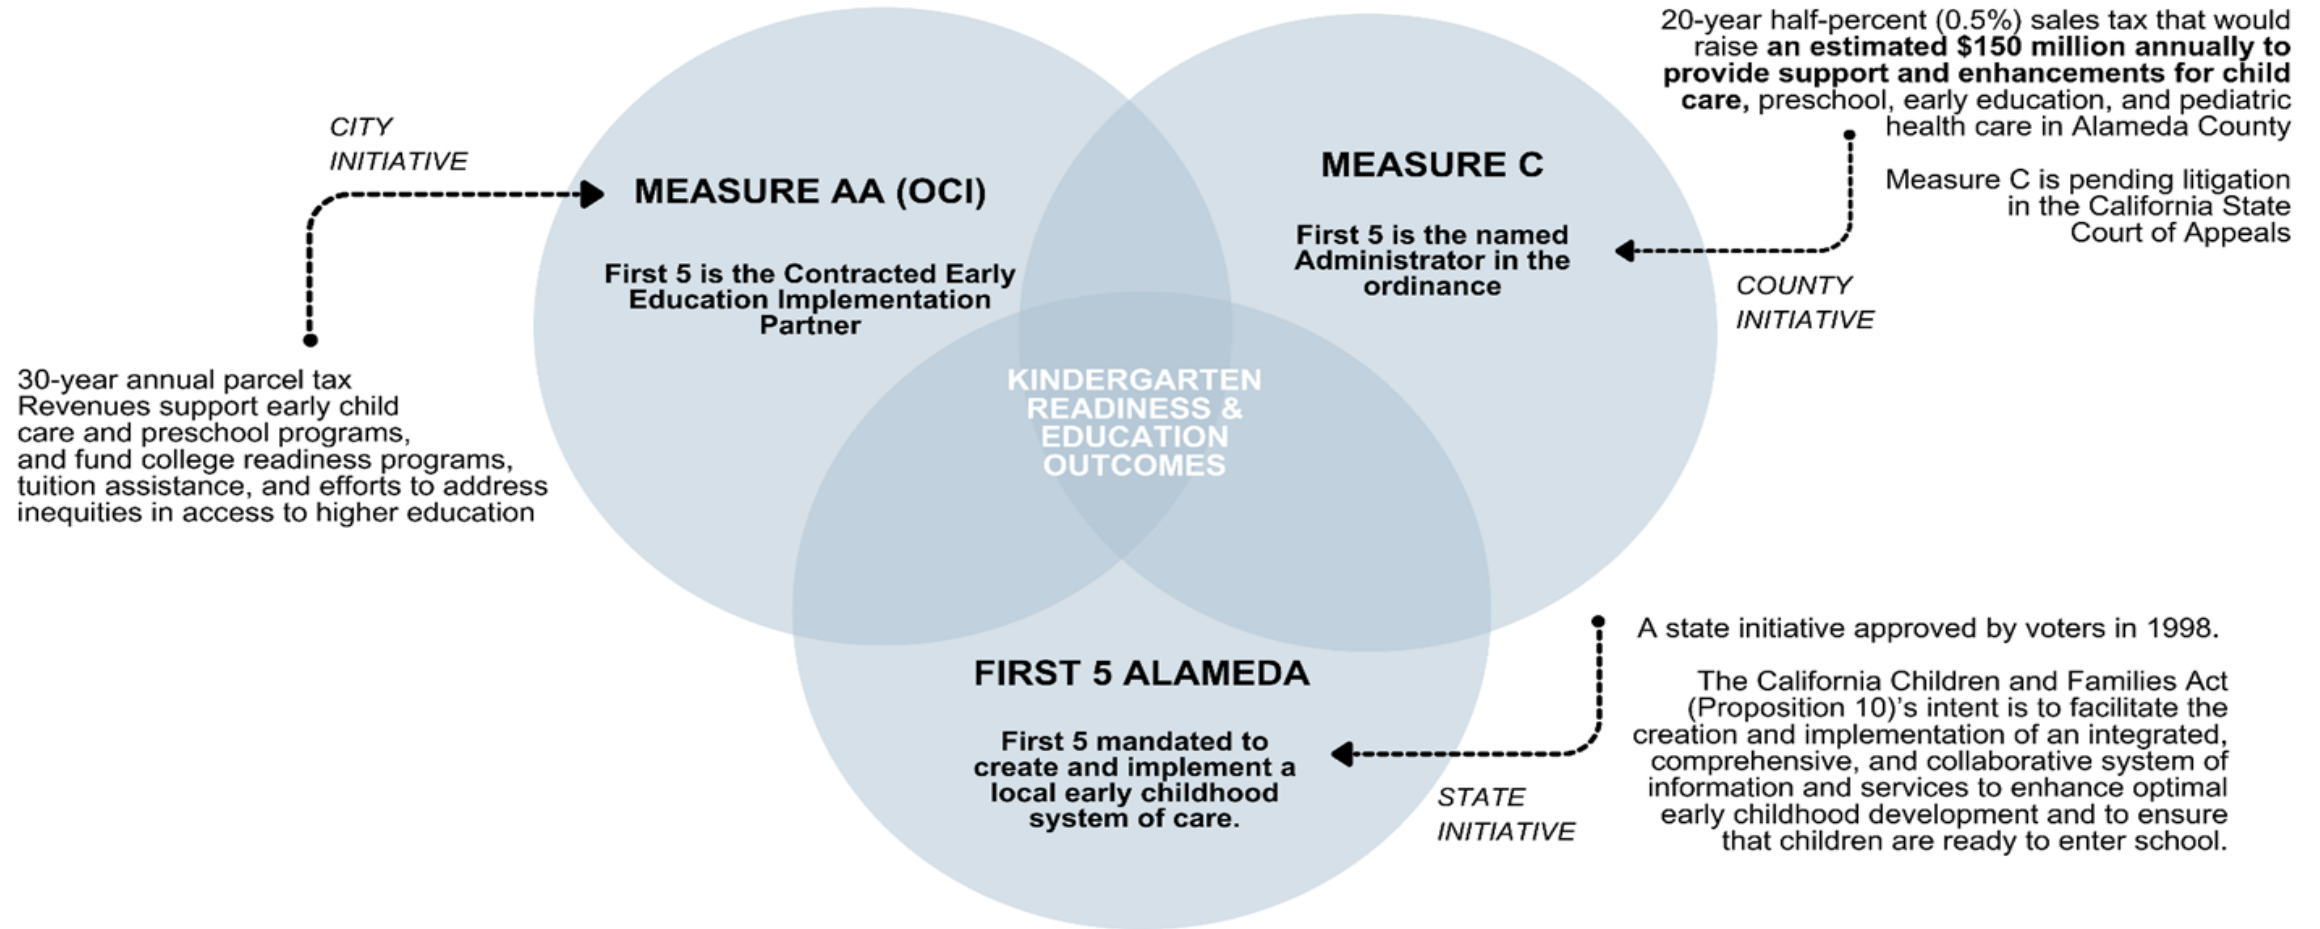 CITY
INITIATIVE
MEASURE AA (OCI)
First 5 is the Contracted Early
Education Implementation
Partner
30-year annual parcel tax
Revenues support early child
care and preschool programs,
and fund college readiness programs,
tuition assistance, and efforts to address
inequities in access to higher education
MEASURE C
First 5 is the named
Administrator in the
ordinance
20-year half-percent (0.5%) sales tax that would
raise an estimated $150 million annually to
provide support and enhancements for child
care, preschool, early education, and pediatric
health care in Alameda County
Measure C is pending litigation
in the California State
Court of Appeals
COUNTY
INITIATIVE
KINDERGARTEN
READINESS &
EDUCATION
OUTCOMES
FIRST 5 ALAMEDA
First 5 mandated to
create and implement a
local early childhood
system of care.
STATE
INITIATIVE
A state initiative approved by voters in 1998.
The California Children and Families Act
(Proposition 10)'s intent is to facilitate the
creation and implementation of an integrated,
comprehensive, and collaborative system of
information and services to enhance optimal
early childhood development and to ensure
that children are ready to enter school.